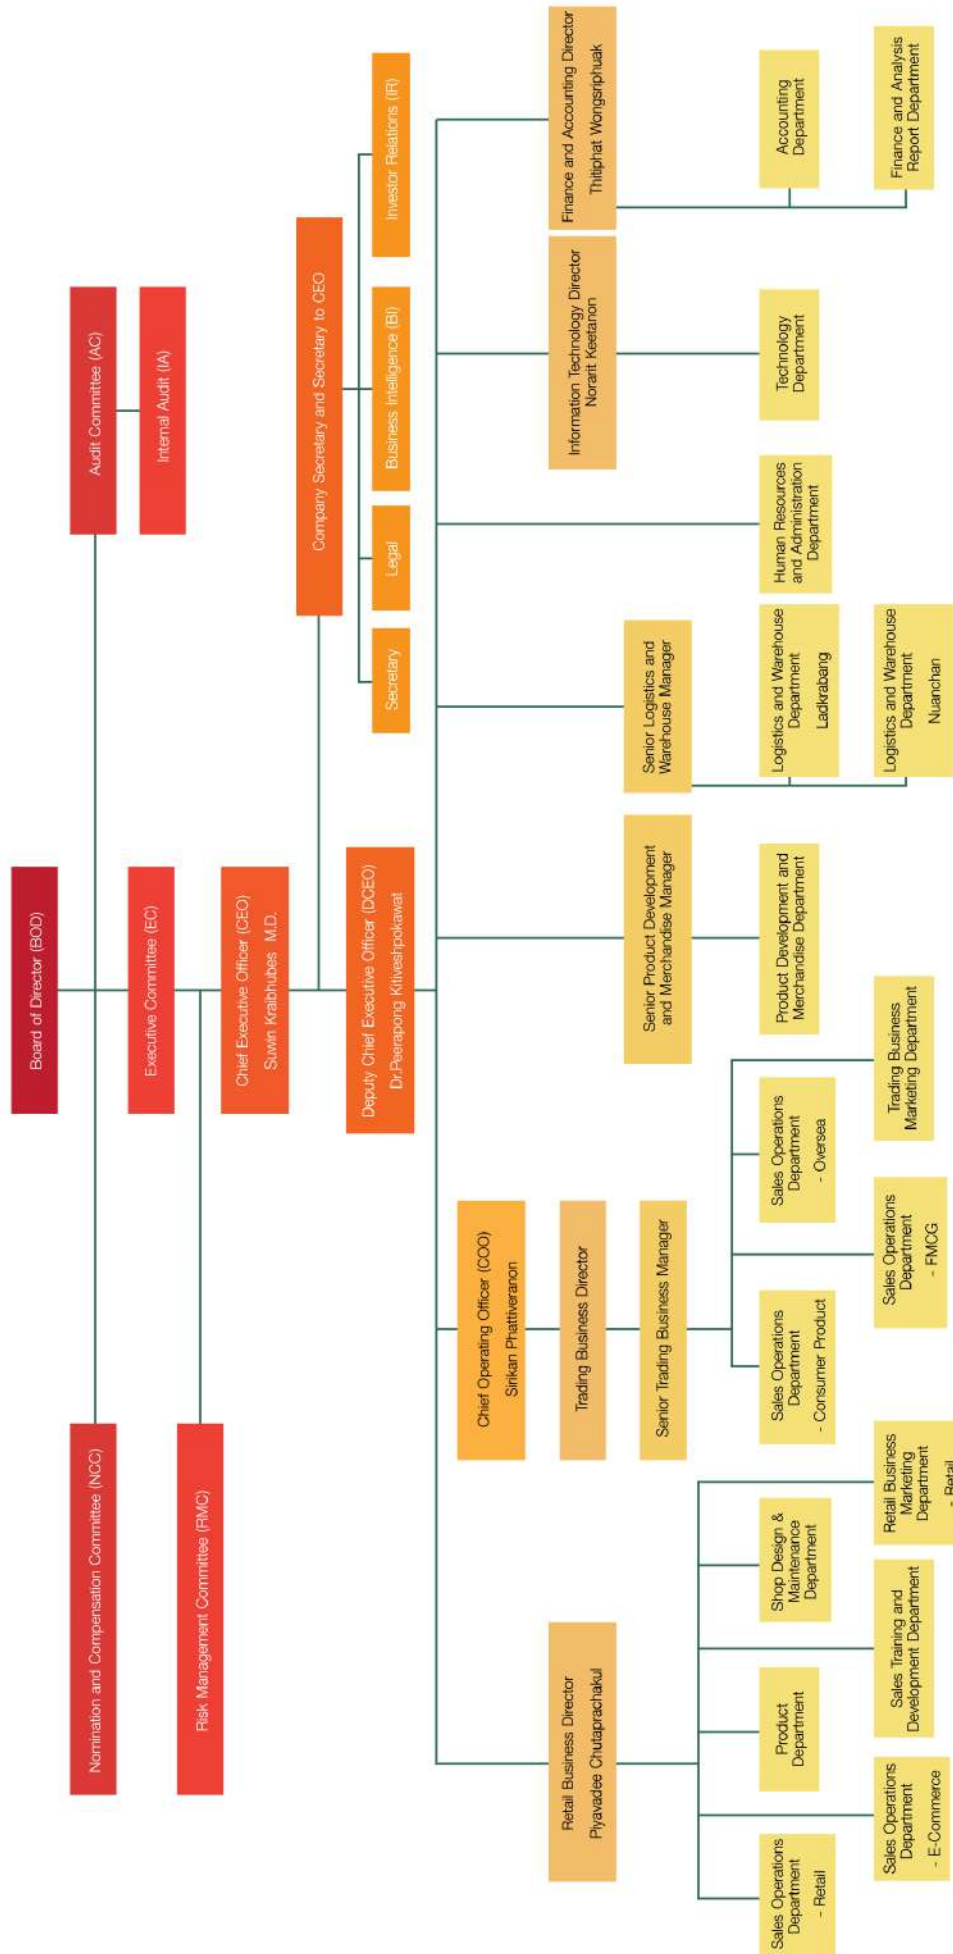 Board of Director (BOD)
Nomination and Compensation Committee (NCC)
Audit Committee (AC)
Executive Committee (EC)
Internal Audit (IA)
Risk Management Committee (RMC)
Chief Executive Officer (CEO)
Suwin Kraibhubes M.D.
Company Secretary and Secretary to CEO
Deputy Chief Executive Officer (DCEO)
Dr.Peerapong Kitiveshpokawat
Secretary
Legal
Business Intelligence (BI)
Investor Relations (IR)
Chief Operating Officer (COO)
Sirikan Phattiveranon
Retail Business Director
Piyavadee Chutaprachakul
Trading Business Director
Information Technology Director
Norarit Keetanon
Finance and Accounting Director
Thitiphat Wongsriphuak
Senior Trading Business Manager
Senior Product Development
and Merchandise Manager
Senior Logistics and
Warehouse Manager
Sales Operations
Department
- Retail
Product
Department
Shop Design &
Maintenance
Department
Sales Operations
Department
- Consumer Product
Sales Operations
Department
- Oversea
Product Development and
Merchandise Department
Logistics and Warehouse
Department
Ladkrabang
Human Resources
and Administration
Department
Technology
Department
Accounting
Department
Sales Operations
Department
- E-Commerce
Sales Training and
Development Department
Retail Business
Marketing
Department
- Retail
Sales Operations
Department
- FMCG
Trading Business
Marketing Department
Logistics and Warehouse
Department
Nuanchan
Finance and Analysis
Report Department